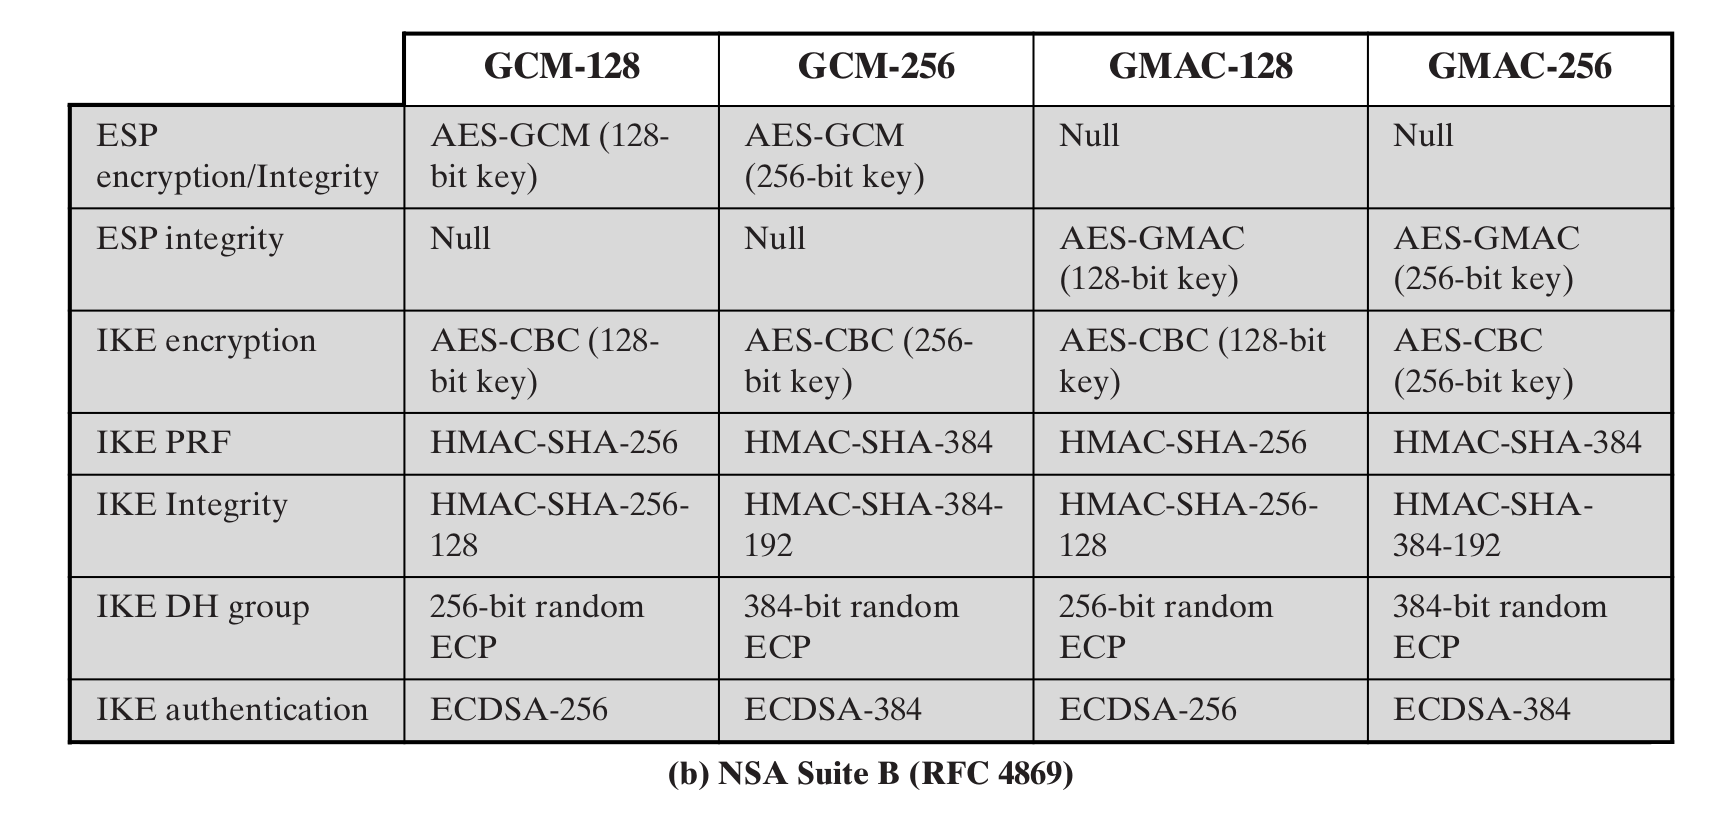 GCM-128 GCM-256 GMAC-128 GMAC-256
ESP encryption/Integrity AES-GCM (128-bit key) AES-GCM (256-bit key) Null Null
ESP integrity Null Null AES-GMAC (128-bit key) AES-GMAC (256-bit key)
IKE encryption AES-CBC (128-bit key) AES-CBC (256-bit key) AES-CBC (128-bit key) AES-CBC (256-bit key)
IKE PRF HMAC-SHA-256 HMAC-SHA-384 HMAC-SHA-256 HMAC-SHA-384
IKE Integrity HMAC-SHA-256-128 HMAC-SHA-384-192 HMAC-SHA-256-128 HMAC-SHA-384-192
IKE DH group 256-bit random ECP 384-bit random ECP 256-bit random ECP 384-bit random ECP
IKE authentication ECDSA-256 ECDSA-384 ECDSA-256 ECDSA-384
(b) NSA Suite B (RFC 4869)